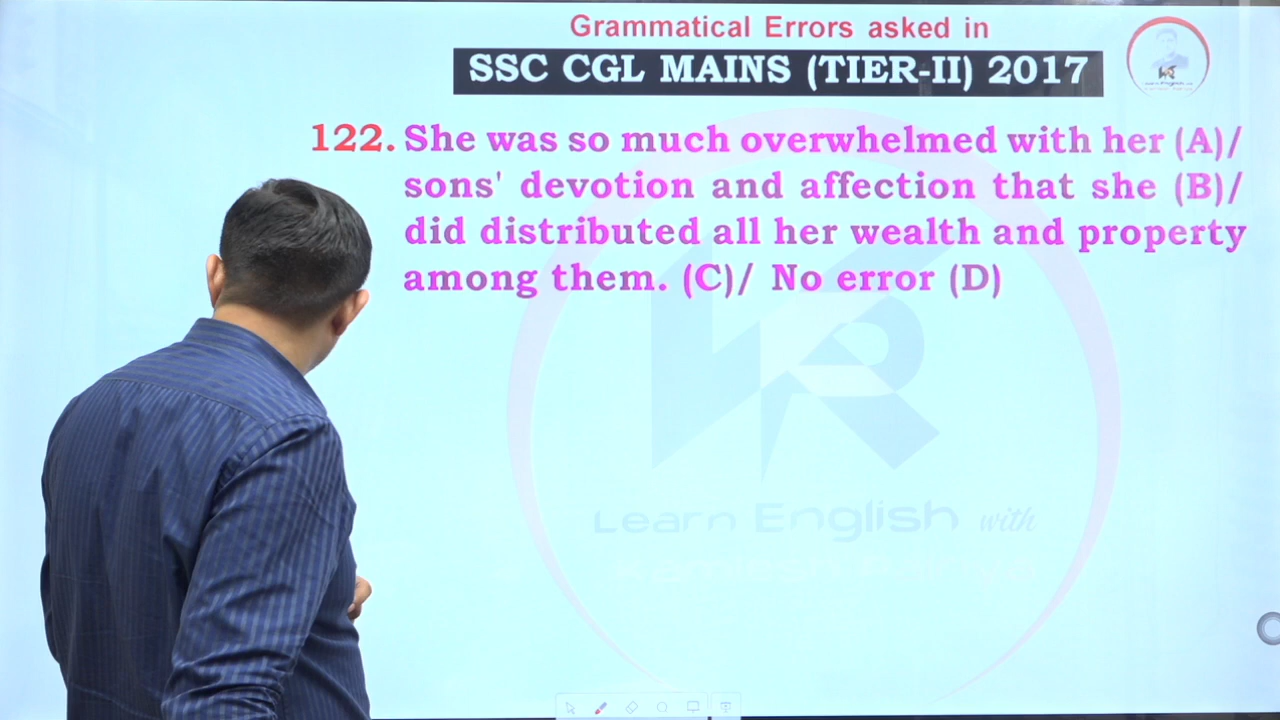 Grammatical Errors asked in
SSC CGL MAINS (TIER-II) 2017
122. She was so much overwhelmed with her (A)/
sons' devotion and affection that she (B)/
did distributed all her wealth and property
among them. (C)/ No error (D)
Learn English with